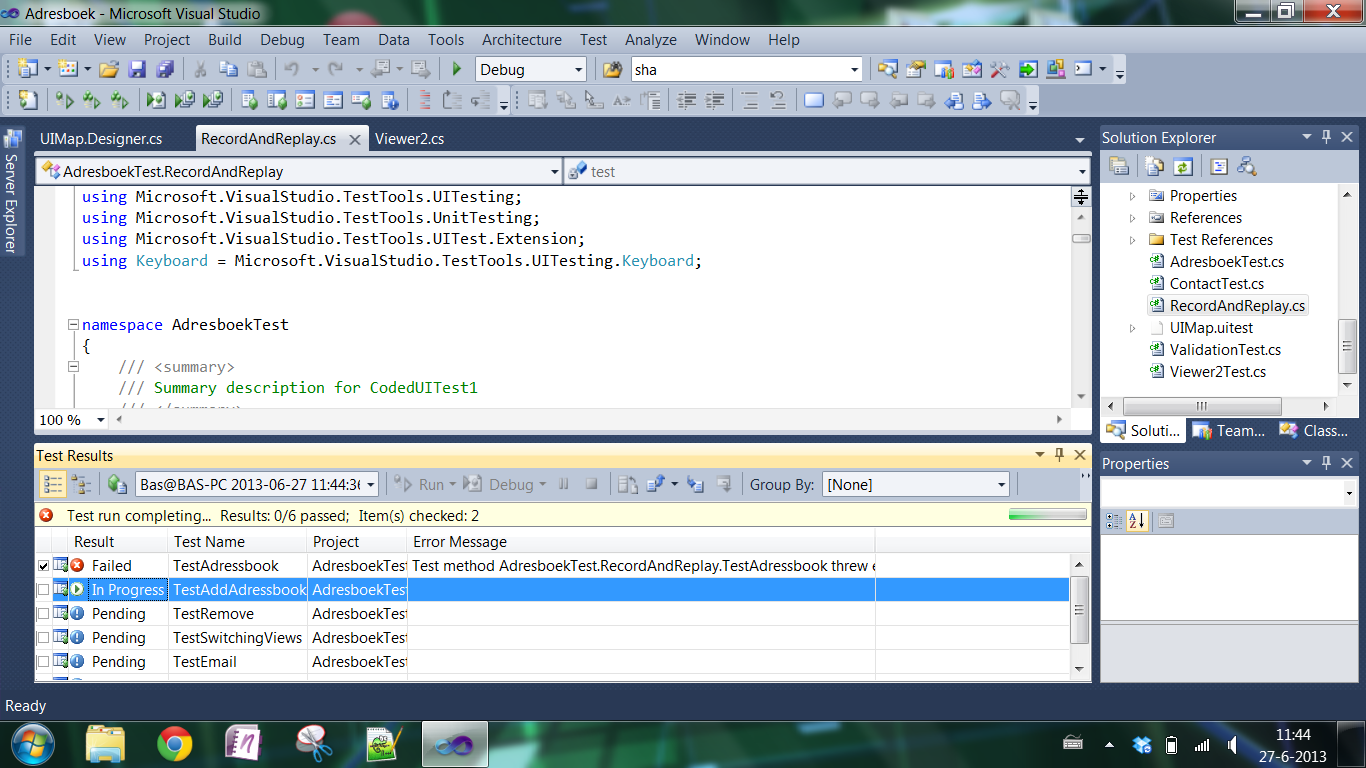 Adresboek - Microsoft Visual Studio
File Edit View Project Build Debug Team Data Tools Architecture Test Analyze Window Help
Debug sha
Server Explorer
UIMap.Designer.cs RecordAndReplay.cs Viewer2.cs
AdresboekTest.RecordAndReplay test
using Microsoft.VisualStudio.TestTools.UITesting;
using Microsoft.VisualStudio.TestTools.UnitTesting;
using Microsoft.VisualStudio.TestTools.UITest.Extension;
using Keyboard = Microsoft.VisualStudio.TestTools.UITesting.Keyboard;
namespace AdresboekTest
{
/// <summary>
/// Summary description for CodedUITest1
/// </summary>
100 %
Solution Explorer
Properties
References
Test References
AdresboekTest.cs
ContactTest.cs
RecordAndReplay.cs
UIMap.uitest
ValidationTest.cs
Viewer2Test.cs
Soluti... Team... Class...
Test Results
Bas@BAS-PC 2013-06-27 11:44:36 Run Debug Group By: [None]
Test run completing... Results: 0/6 passed; Item(s) checked: 2
Result Test Name Project Error Message
Failed TestAdressbook AdresboekTest Test method AdresboekTest.RecordAndReplay.TestAdressbook threw e
In Progress TestAddAdressbook AdresboekTest
Pending TestRemove AdresboekTest
Pending TestSwitchingViews AdresboekTest
Pending TestEmail AdresboekTest
Properties
Ready
11:44
27-6-2013